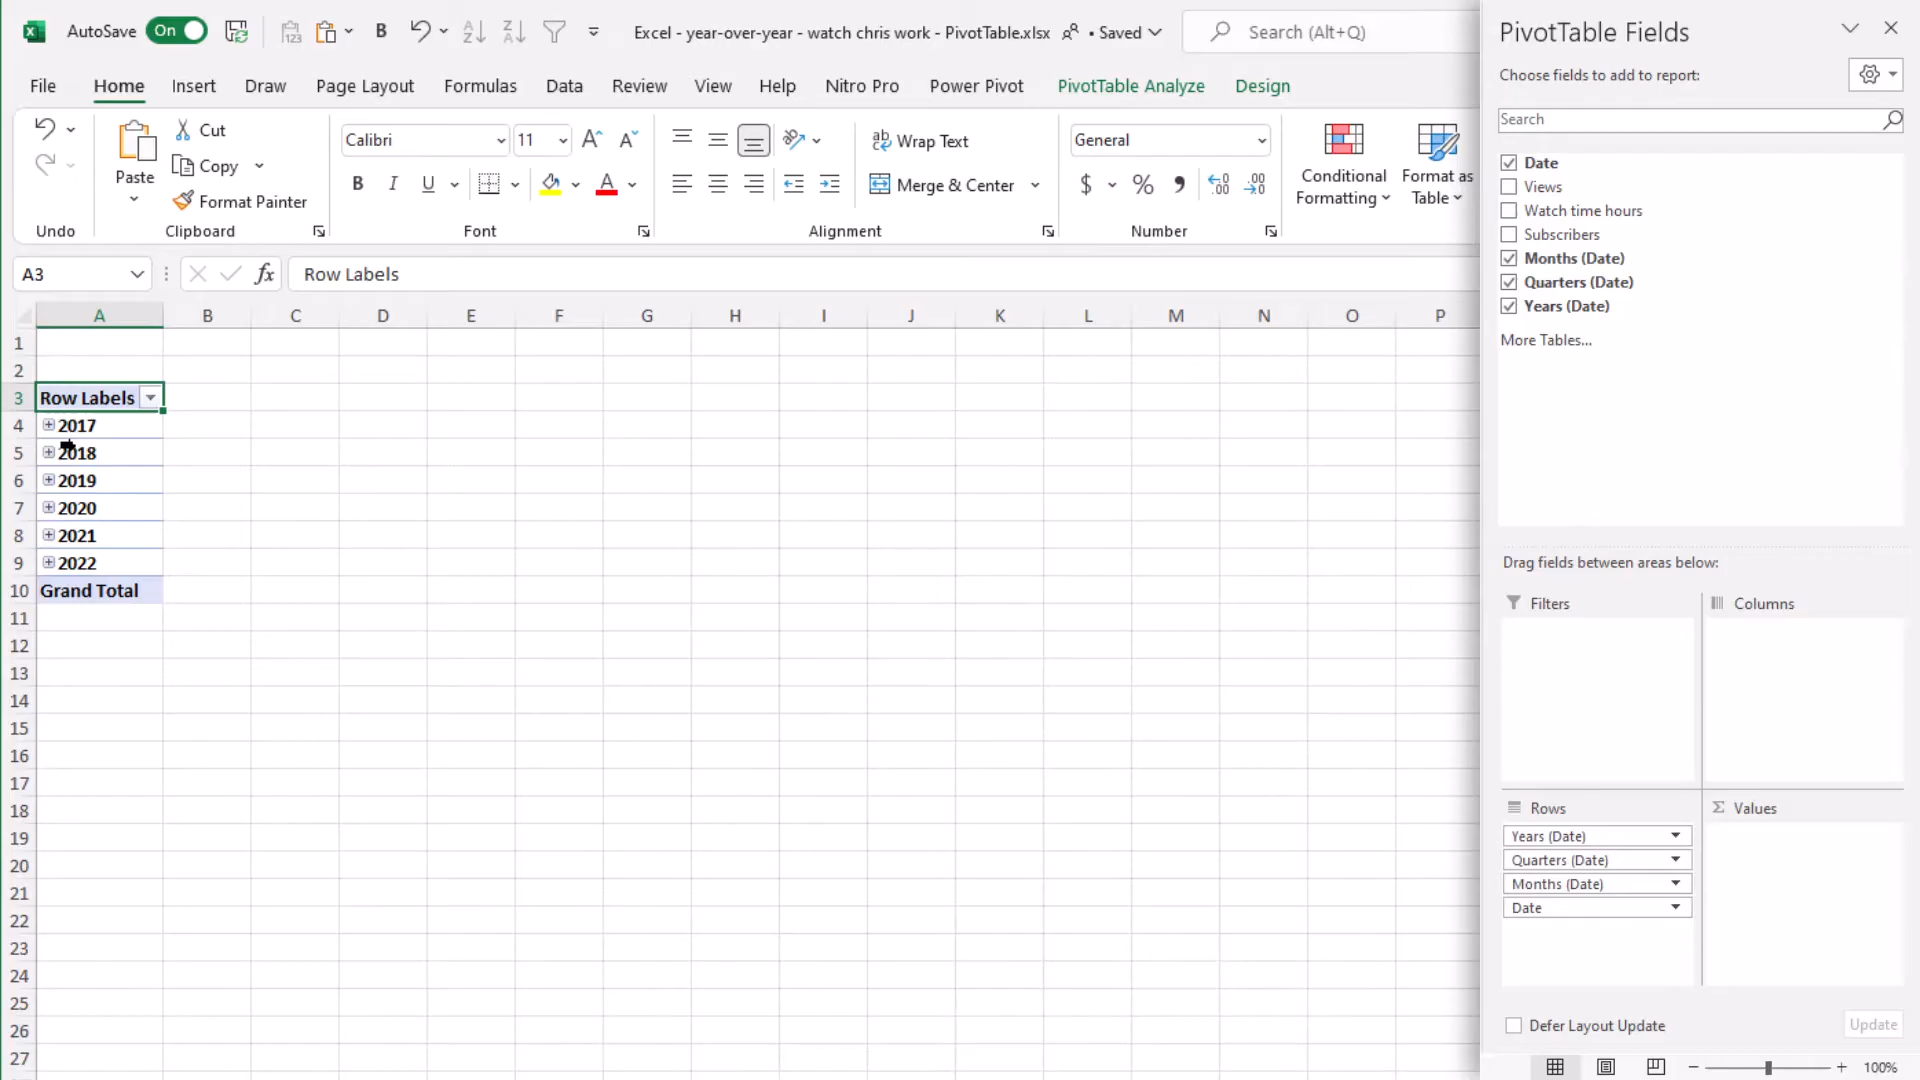 AutoSave On B Excel - year-over-year - watch chris work - PivotTable.xlsx • Saved Search (Alt+Q)
File Home Insert Draw Page Layout Formulas Data Review View Help Nitro Pro Power Pivot PivotTable Analyze Design
Paste
Cut
Copy
Format Painter
Calibri 11
B I U A
Wrap Text
Merge & Center
General
$ %
Conditional Formatting
Format as Table
Undo Clipboard Font Alignment Number
A3 fx Row Labels
A B C D E F G H I J K L M N O P
1
2
3 Row Labels
4 2017
5 2018
6 2019
7 2020
8 2021
9 2022
10 Grand Total
11
12
13
14
15
16
17
18
19
20
21
22
23
24
25
26
27
PivotTable Fields
Choose fields to add to report:
Search
Date
Views
Watch time hours
Subscribers
Months (Date)
Quarters (Date)
Years (Date)
More Tables...
Drag fields between areas below:
Filters
Columns
Rows
Years (Date)
Quarters (Date)
Months (Date)
Date
Σ Values
Defer Layout Update
Update
100%